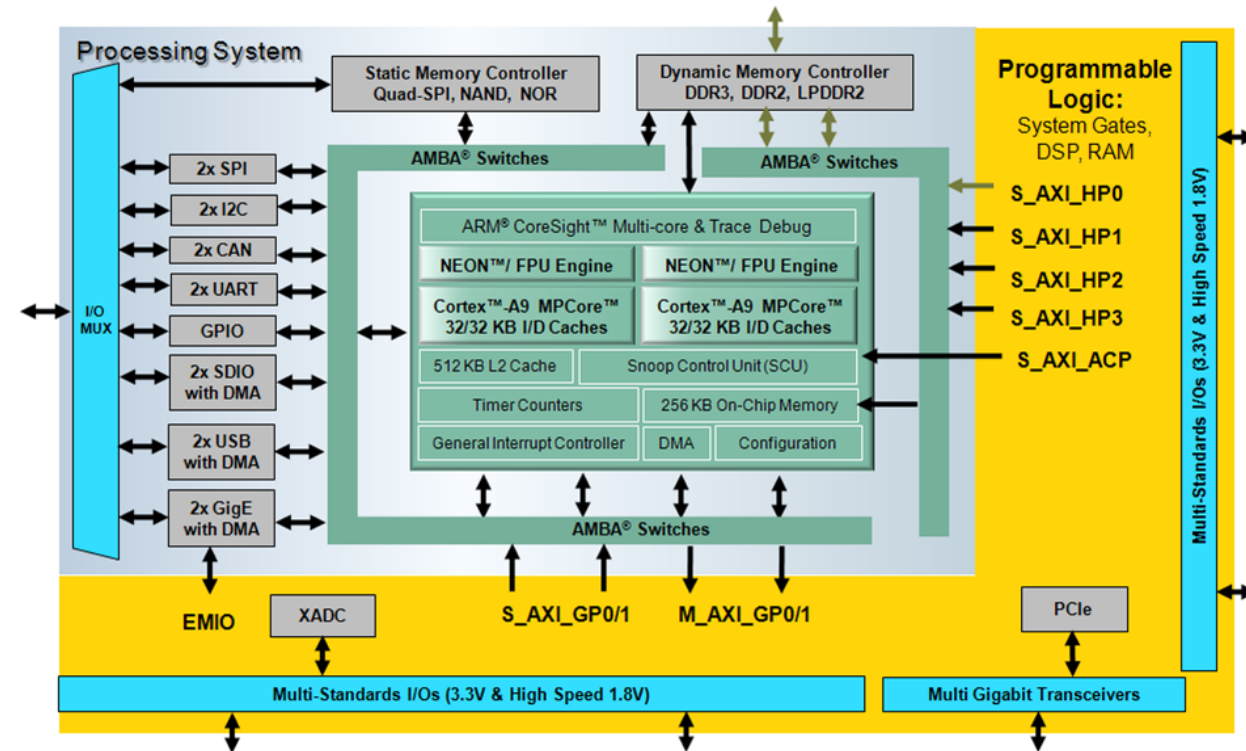 Processing System
Static Memory Controller
Quad-SPI, NAND, NOR
Dynamic Memory Controller
DDR3, DDR2, LPDDR2
Programmable
Logic:
System Gates,
DSP, RAM
AMBA® Switches
AMBA® Switches
2x SPI
2x I2C
2x CAN
2x UART
GPIO
2x SDIO
with DMA
2x USB
with DMA
2x GigE
with DMA
I/O
MUX
ARM® CoreSight™ Multi-core & Trace Debug
NEON™/ FPU Engine
NEON™/ FPU Engine
Cortex™-A9 MPCore™
32/32 KB I/D Caches
Cortex™-A9 MPCore™
32/32 KB I/D Caches
512 KB L2 Cache
Snoop Control Unit (SCU)
Timer Counters
256 KB On-Chip Memory
General Interrupt Controller
DMA
Configuration
AMBA® Switches
S_AXI_HP0
S_AXI_HP1
S_AXI_HP2
S_AXI_HP3
S_AXI_ACP
Multi-Standards I/Os (3.3V & High Speed 1.8V)
EMIO
XADC
S_AXI_GP0/1
M_AXI_GP0/1
PCIe
Multi-Standards I/Os (3.3V & High Speed 1.8V)
Multi Gigabit Transceivers